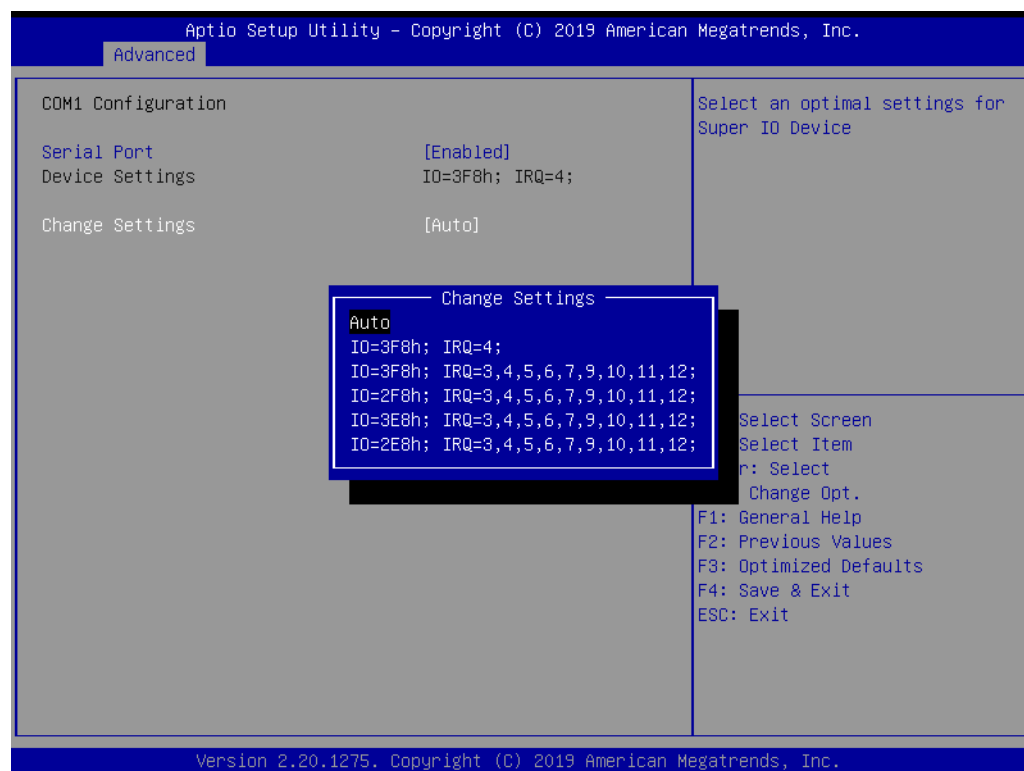 Aptio Setup Utility – Copyright (C) 2019 American Megatrends, Inc.
Advanced
COM1 Configuration
Serial Port [Enabled]
Device Settings IO=3F8h; IRQ=4;
Change Settings [Auto]
Select an optimal settings for
Super IO Device
Change Settings
Auto
IO=3F8h; IRQ=4;
IO=3F8h; IRQ=3,4,5,6,7,9,10,11,12;
IO=2F8h; IRQ=3,4,5,6,7,9,10,11,12;
IO=3E8h; IRQ=3,4,5,6,7,9,10,11,12;
IO=2E8h; IRQ=3,4,5,6,7,9,10,11,12;
Select Screen
Select Item
r: Select
Change Opt.
F1: General Help
F2: Previous Values
F3: Optimized Defaults
F4: Save & Exit
ESC: Exit
Version 2.20.1275. Copyright (C) 2019 American Megatrends, Inc.